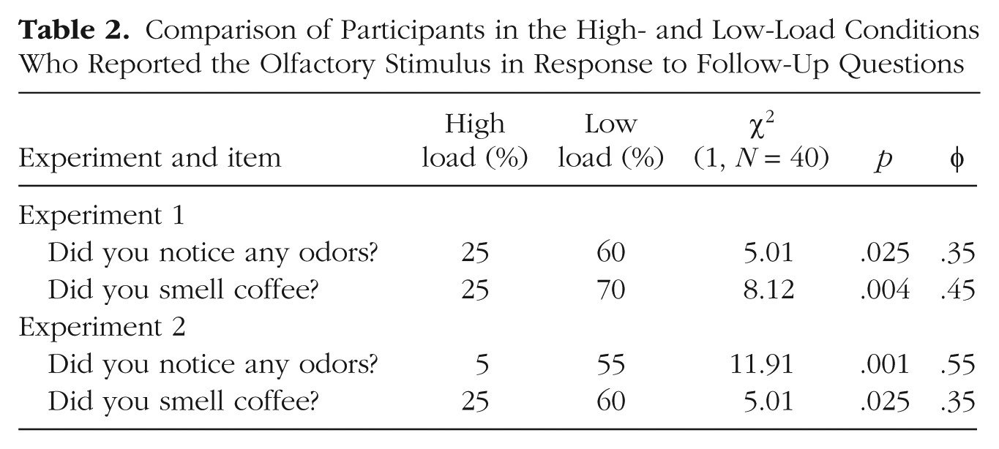 Table 2. Comparison of Participants in the High- and Low-Load Conditions
Who Reported the Olfactory Stimulus in Response to Follow-Up Questions
High Low χ²
Experiment and item load (%) load (%) (1, N = 40) p ϕ
Experiment 1
Did you notice any odors? 25 60 5.01 .025 .35
Did you smell coffee? 25 70 8.12 .004 .45
Experiment 2
Did you notice any odors? 5 55 11.91 .001 .55
Did you smell coffee? 25 60 5.01 .025 .35